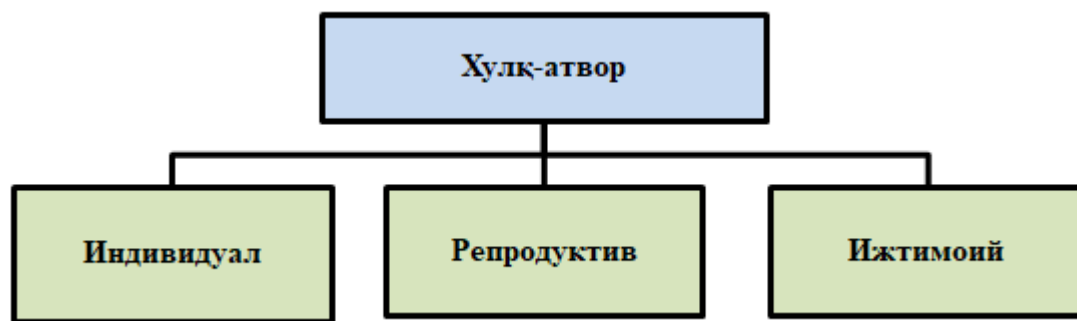 Хулқ-атвор
Индивидуал
Репродуктив
Ижтимоий